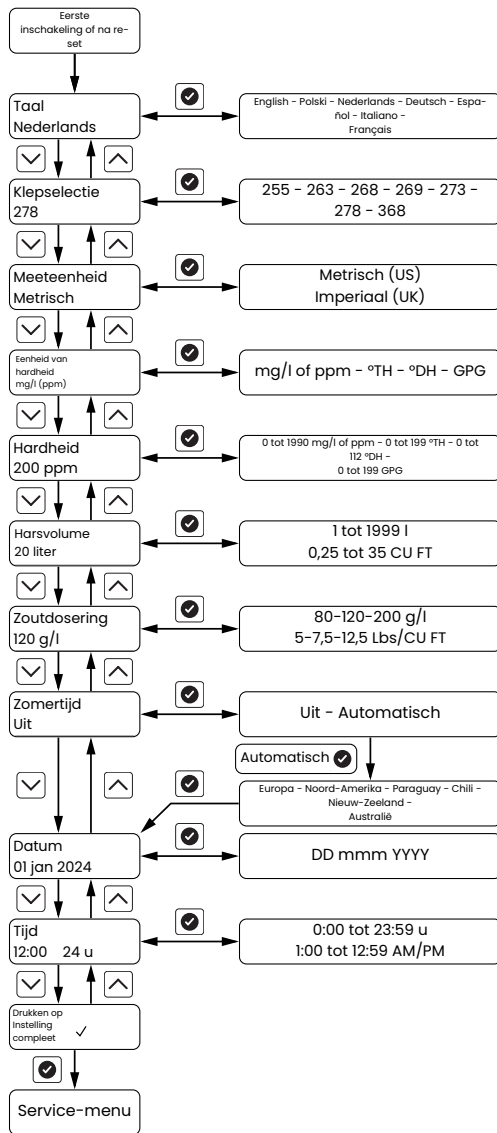 Eerste
inschakeling of na re-
set
Taal
Nederlands
English - Polski - Nederlands - Deutsch - Espa-
ñol - Italiano -
Français
Klepselectie
278
255 - 263 - 268 - 269 - 273 -
278 - 368
Meeteenheid
Metrisch
Metrisch (US)
Imperiaal (UK)
Eenheid van
hardheid
mg/l (ppm)
mg/l of ppm - °TH - °DH - GPG
Hardheid
200 ppm
0 tot 1990 mg/l of ppm - 0 tot 199 °TH - 0 tot
112 °DH -
0 tot 199 GPG
Harsvolume
20 liter
1 tot 1999 l
0,25 tot 35 CU FT
Zoutdosering
120 g/l
80-120-200 g/l
5-7,5-12,5 Lbs/CU FT
Zomertijd
Uit
Uit - Automatisch
Automatisch
Europa - Noord-Amerika - Paraguay - Chili -
Nieuw-Zeeland -
Australië
Datum
01 jan 2024
DD mmm YYYY
Tijd
12:00 24 u
0:00 tot 23:59 u
1:00 tot 12:59 AM/PM
Drukken op
Instelling
compleet
Service-menu